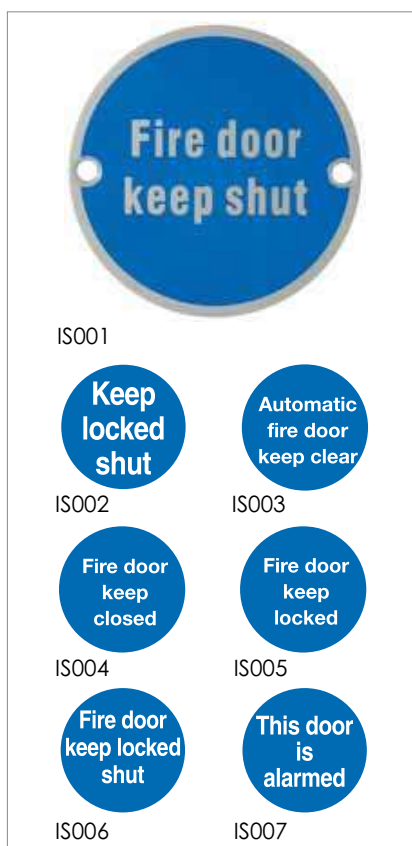 Fire door
keep shut
IS001
Keep
locked
shut
IS002
Automatic
fire door
keep clear
IS003
Fire door
keep
closed
IS004
Fire door
keep
locked
IS005
Fire door
keep locked
shut
IS006
This door
is
alarmed
IS007